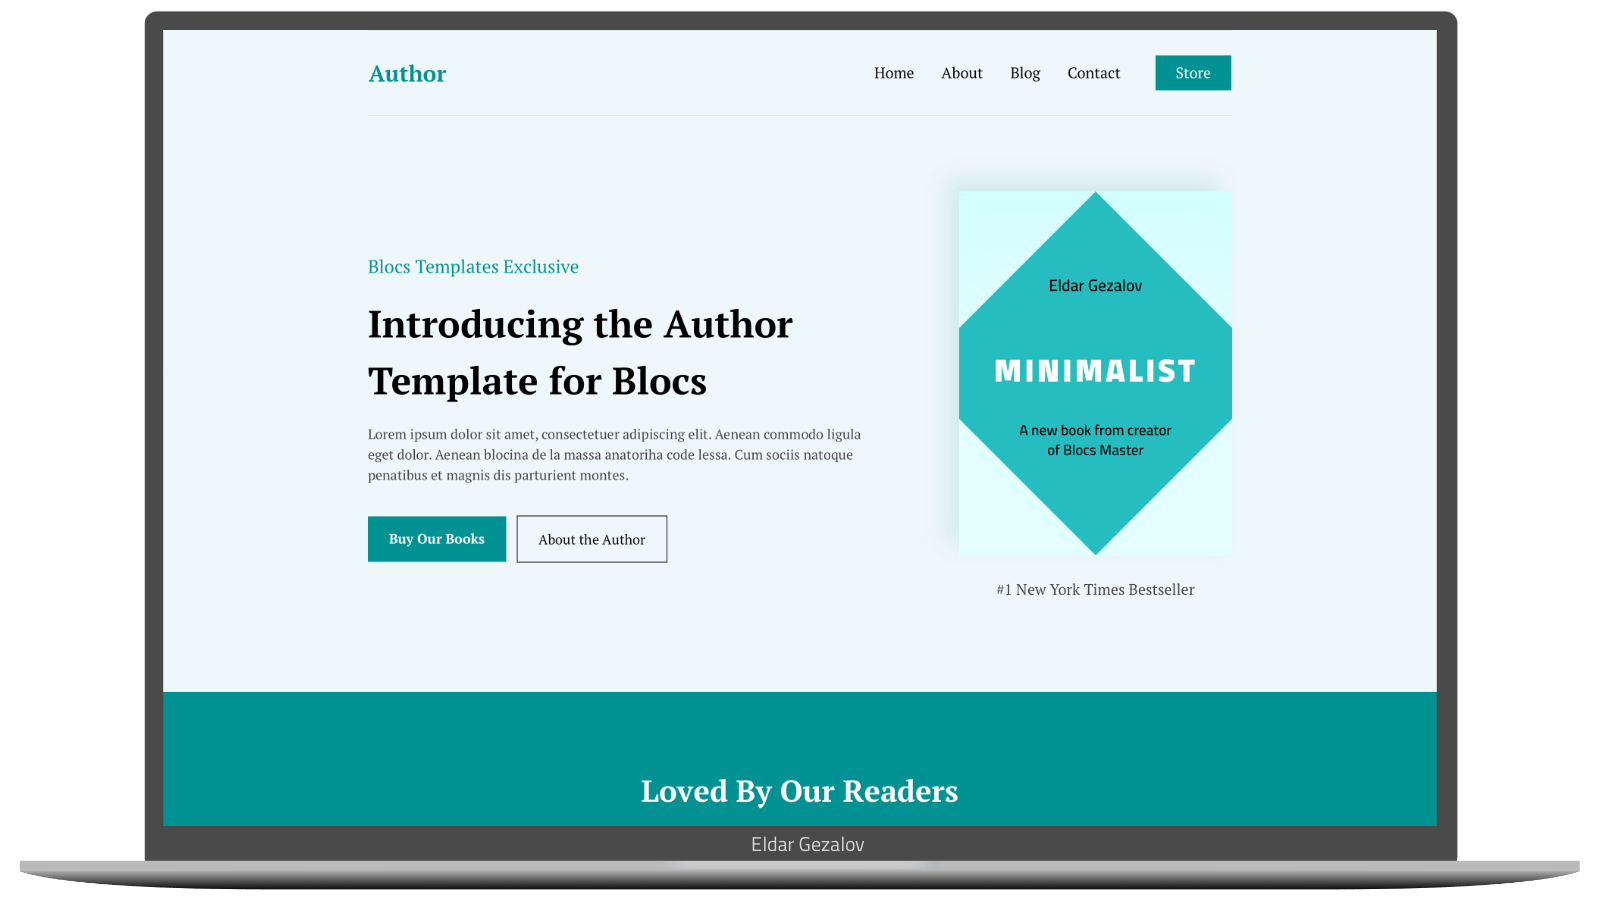 Author
Home About Blog Contact Store
Blocs Templates Exclusive
Introducing the Author
Template for Blocs
Lorem ipsum dolor sit amet, consectetuer adipiscing elit. Aenean commodo ligula
eget dolor. Aenean blocina de la massa anatoriha code lessa. Cum sociis natoque
penatibus et magnis dis parturient montes.
Buy Our Books
About the Author
Eldar Gezalov
MINIMALIST
A new book from creator
of Blocs Master
#1 New York Times Bestseller
Loved By Our Readers
Eldar Gezalov